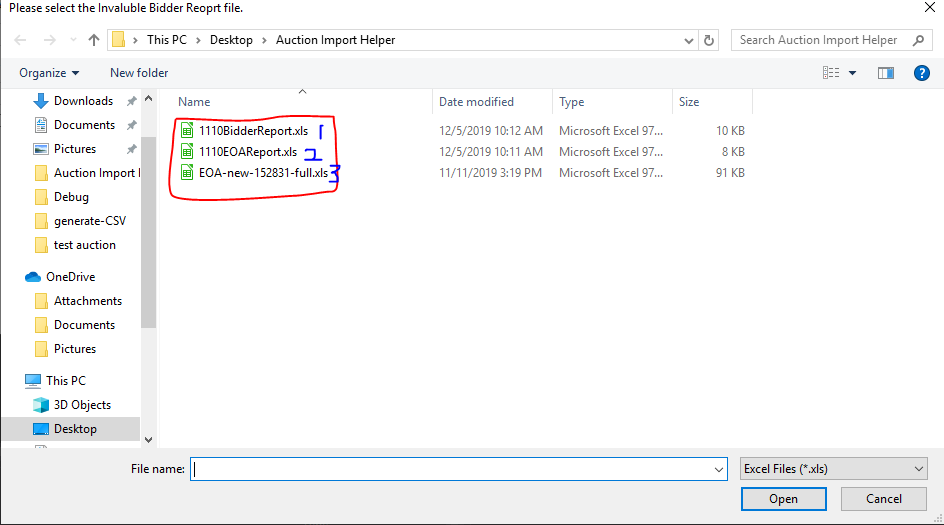 Please select the Invaluble Bidder Reoprt file.
This PC > Desktop > Auction Import Helper
Search Auction Import Helper
Organize New folder
Name Date modified Type Size
Downloads
Documents
Pictures
Auction Import H
Debug
generate-CSV
test auction
OneDrive
Attachments
Documents
Pictures
This PC
3D Objects
Desktop
1110BidderReport.xls 1 12/5/2019 10:12 AM Microsoft Excel 97... 10 KB
1110EOAReport.xls 2 12/5/2019 10:11 AM Microsoft Excel 97... 8 KB
EOA-new-152831-full.xls 3 11/11/2019 3:19 PM Microsoft Excel 97... 91 KB
File name: Excel Files (*.xls)
Open Cancel